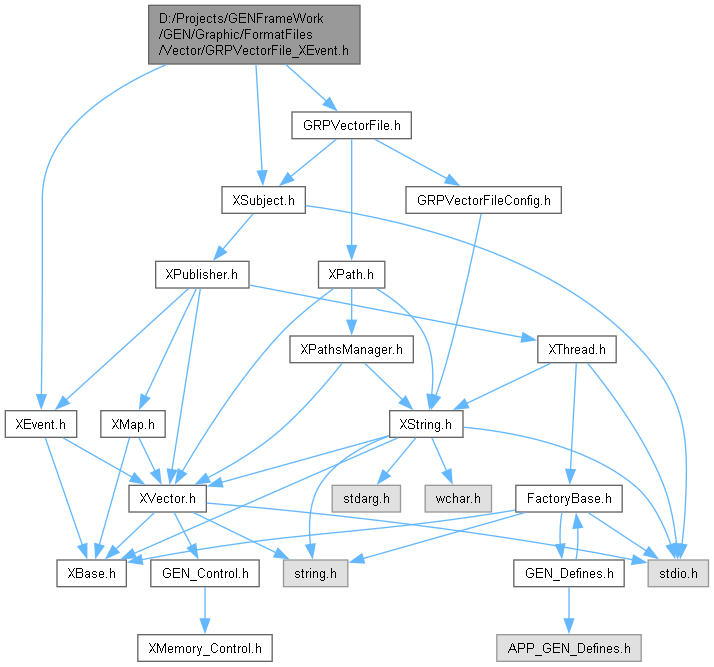 D:/Projects/GENFrameWork
/GEN/Graphic/FormatFiles
/Vector/GRPVectorFile_XEvent.h
GRPVectorFile.h
XSubject.h
GRPVectorFileConfig.h
XPublisher.h
XPath.h
XPathsManager.h
XThread.h
XEvent.h
XMap.h
XString.h
XVector.h
stdarg.h
wchar.h
FactoryBase.h
XBase.h
GEN_Control.h
string.h
GEN_Defines.h
stdio.h
XMemory_Control.h
APP_GEN_Defines.h